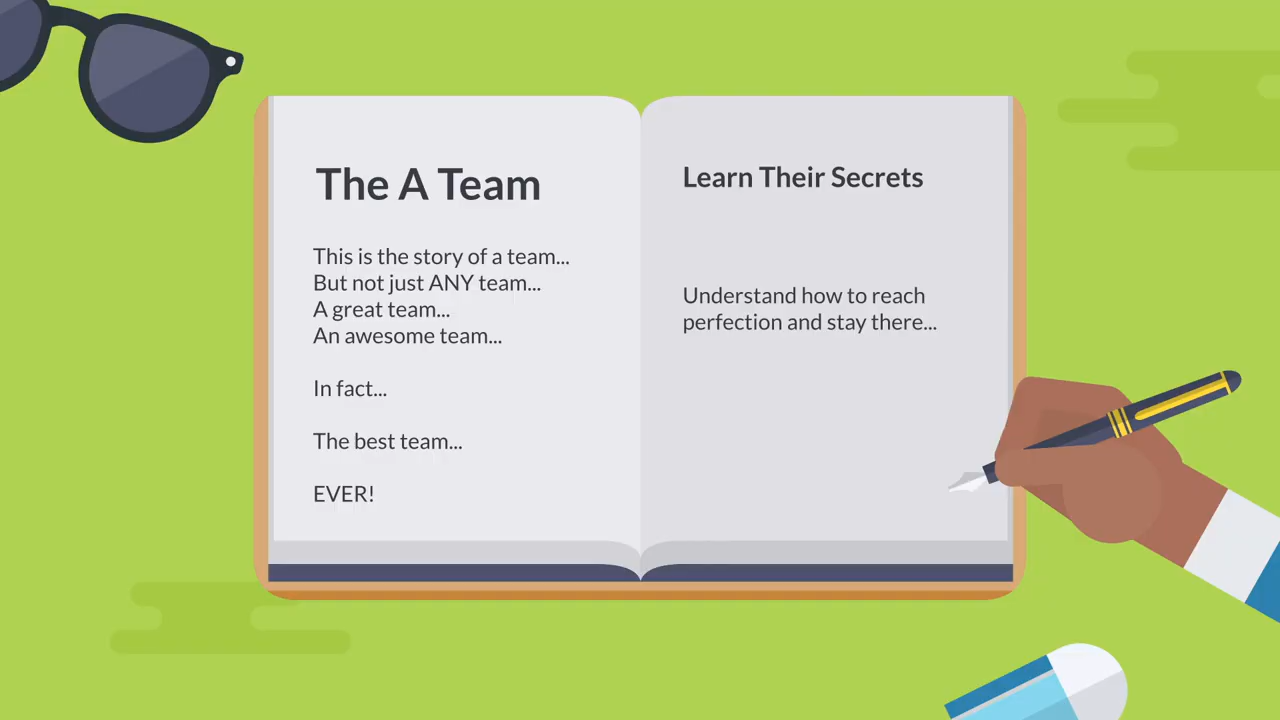 The A Team
This is the story of a team...
But not just ANY team...
A great team...
An awesome team...
In fact...
The best team...
EVER!
Learn Their Secrets
Understand how to reach
perfection and stay there...